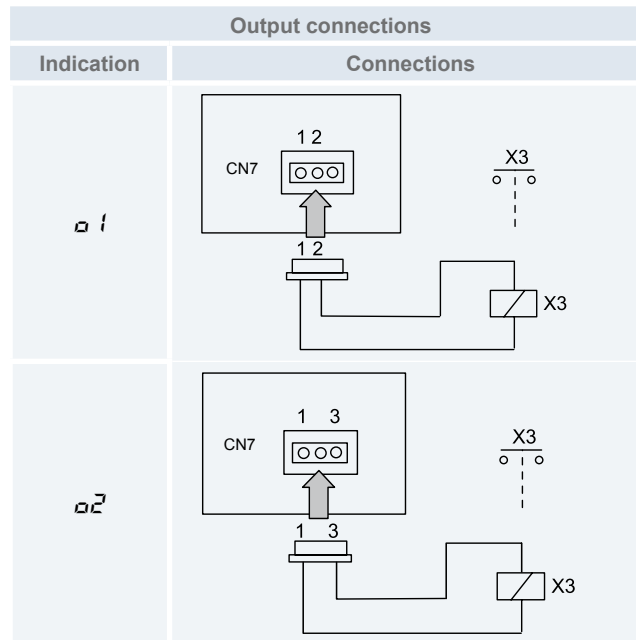 Output connections
Indication Connections
1 2
CN7
X3
1 2
X3
o1
1 3
CN7
X3
1 3
X3
o2